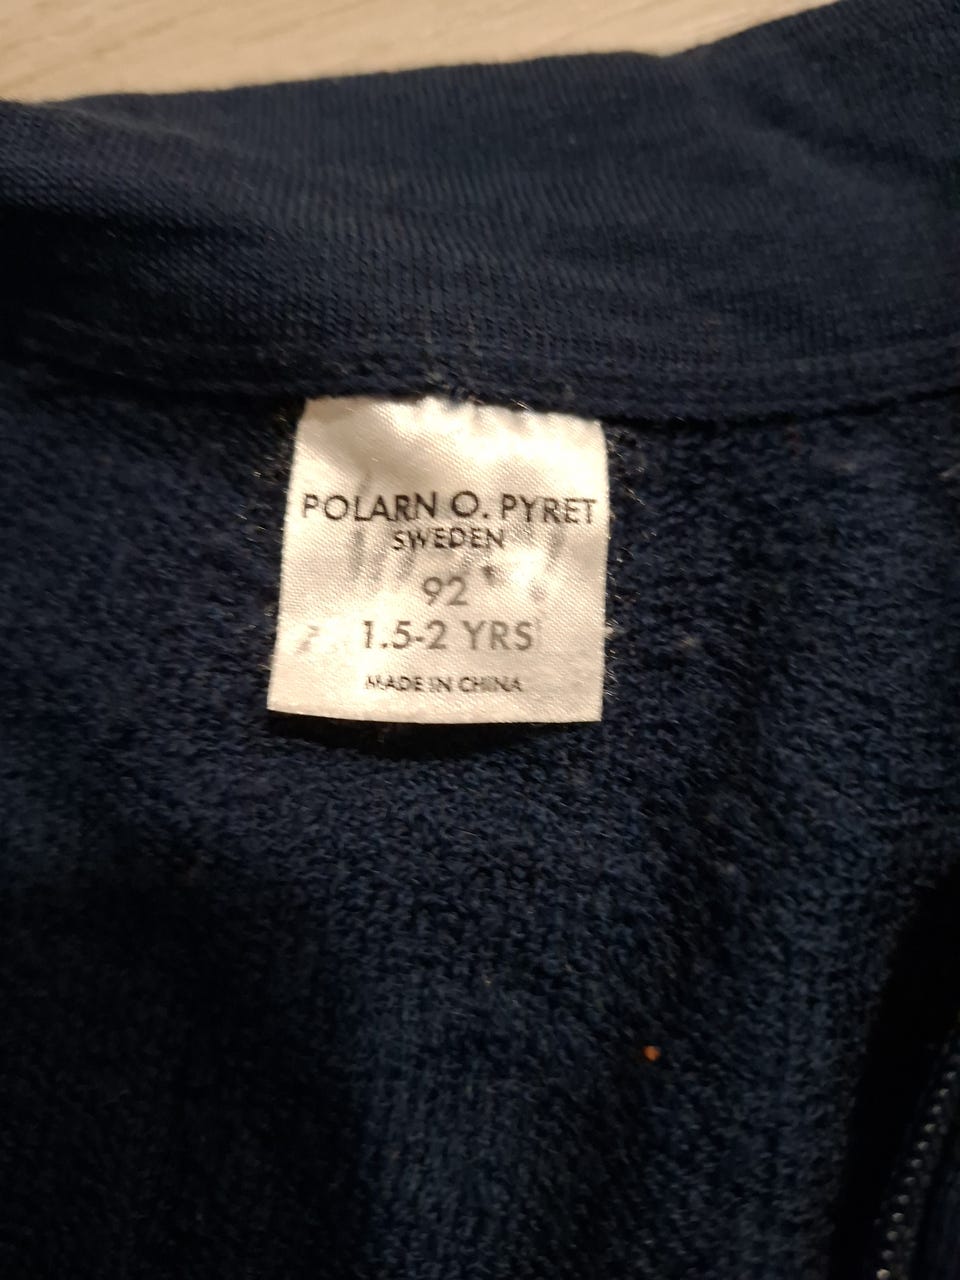 POLARN O. PYRET
SWEDEN
92
1.5-2 YRS
MADE IN CHINA